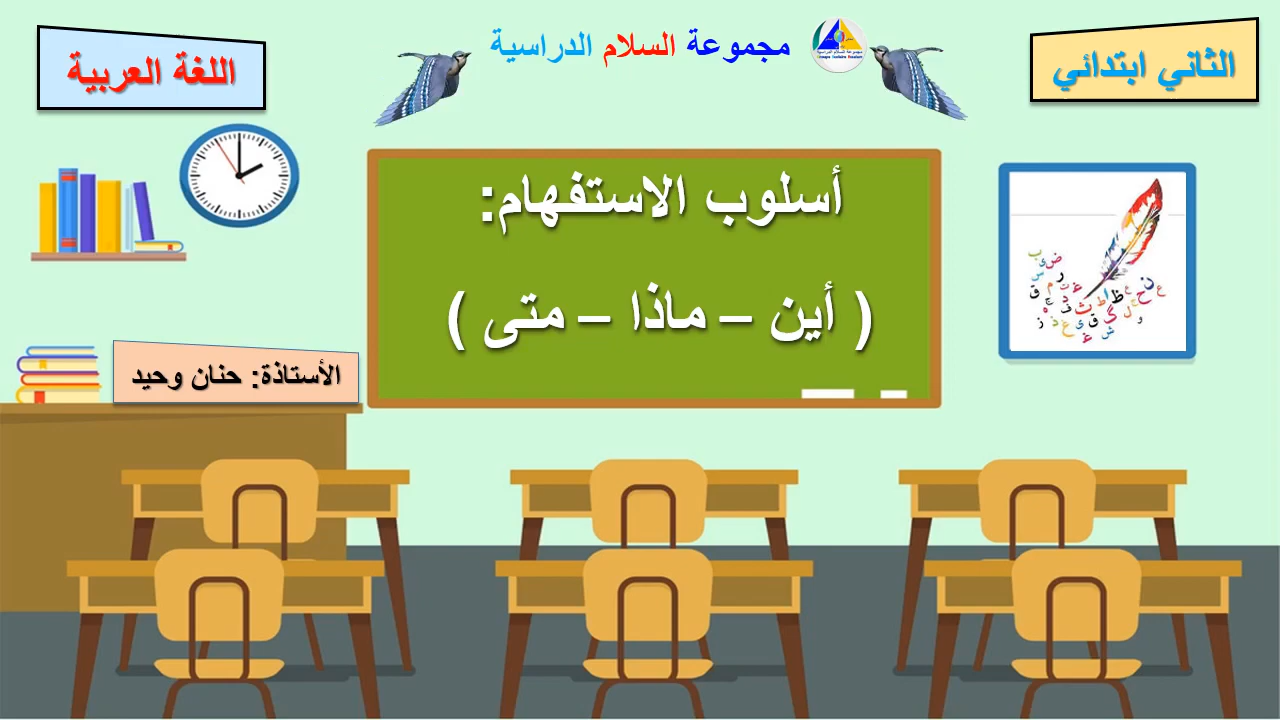 الثاني ابتدائي
مجموعة السلام الدراسية
اللغة العربية
أسلوب الاستفهام:
( أين – ماذا – متى )
الأستاذة: حنان وحيد